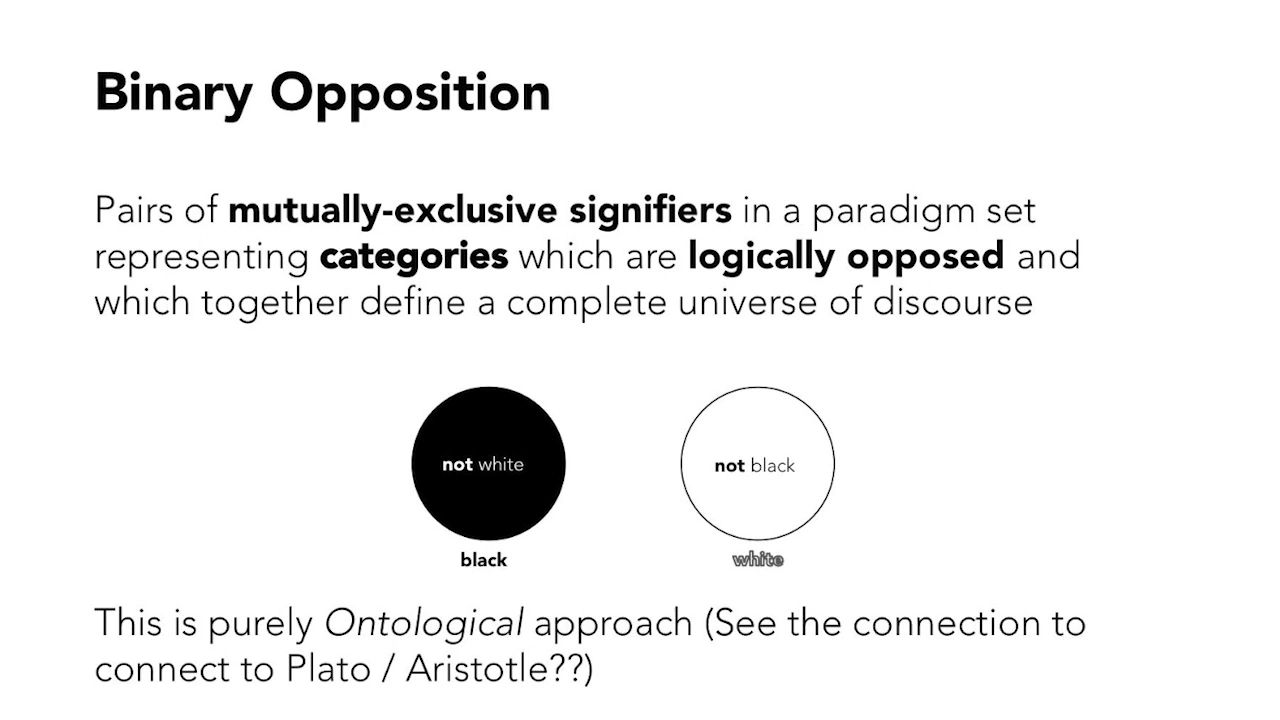 Binary Opposition
Pairs of mutually-exclusive signifiers in a paradigm set
representing categories which are logically opposed and
which together define a complete universe of discourse
not white
not black
black
white
This is purely Ontological approach (See the connection to
connect to Plato / Aristotle??)